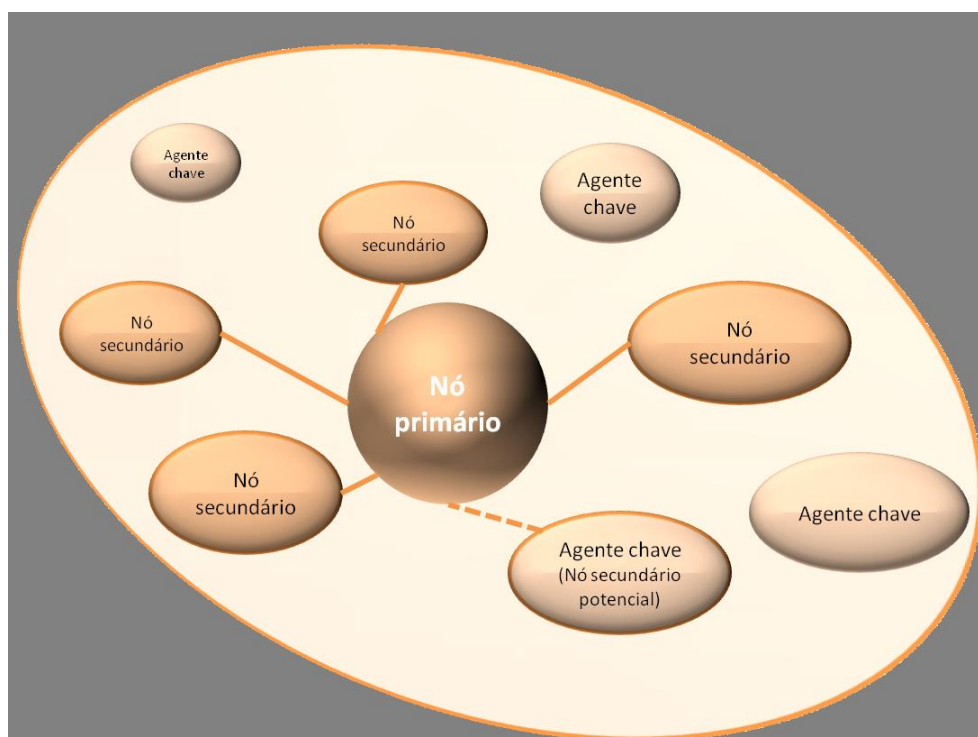 Agente
chave
Agente
chave
Nó
secundário
Nó
secundário
Nó
secundário
Nó
primário
Nó
secundário
Agente chave
Agente chave
(Nó secundário
potencial)